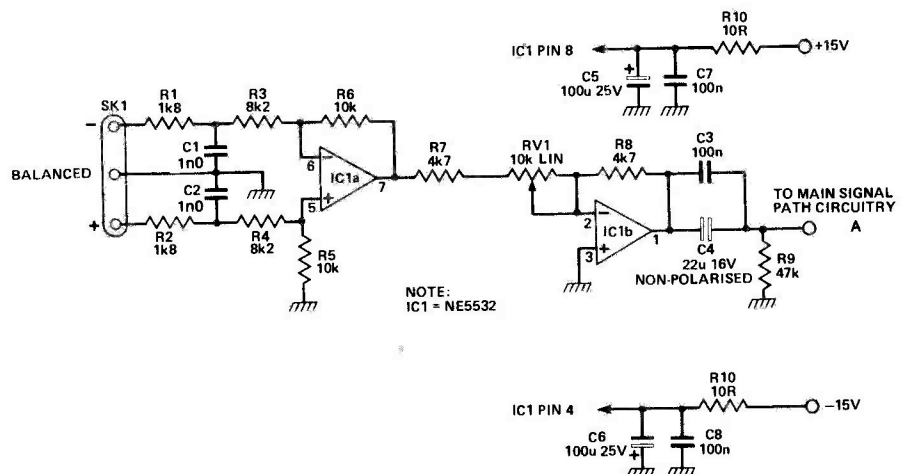 R10
10R
IC1 PIN 8
+15V
+
C5
100u 25V
C7
100n
SK1
R1
1k8
R3
8k2
R6
10k
-
C1
1n0
6
-
IC1a
7
5
+
BALANCED
C2
1n0
+
R2
1k8
R4
8k2
R5
10k
R7
4k7
RV1
10k LIN
R8
4k7
C3
100n
2
-
IC1b
1
3
+
C4
22u 16V
NON-POLARISED
R9
47k
TO MAIN SIGNAL
PATH CIRCUITRY
A
NOTE:
IC1 = NE5532
R10
10R
IC1 PIN 4
-15V
C6
100u 25V
+
C8
100n